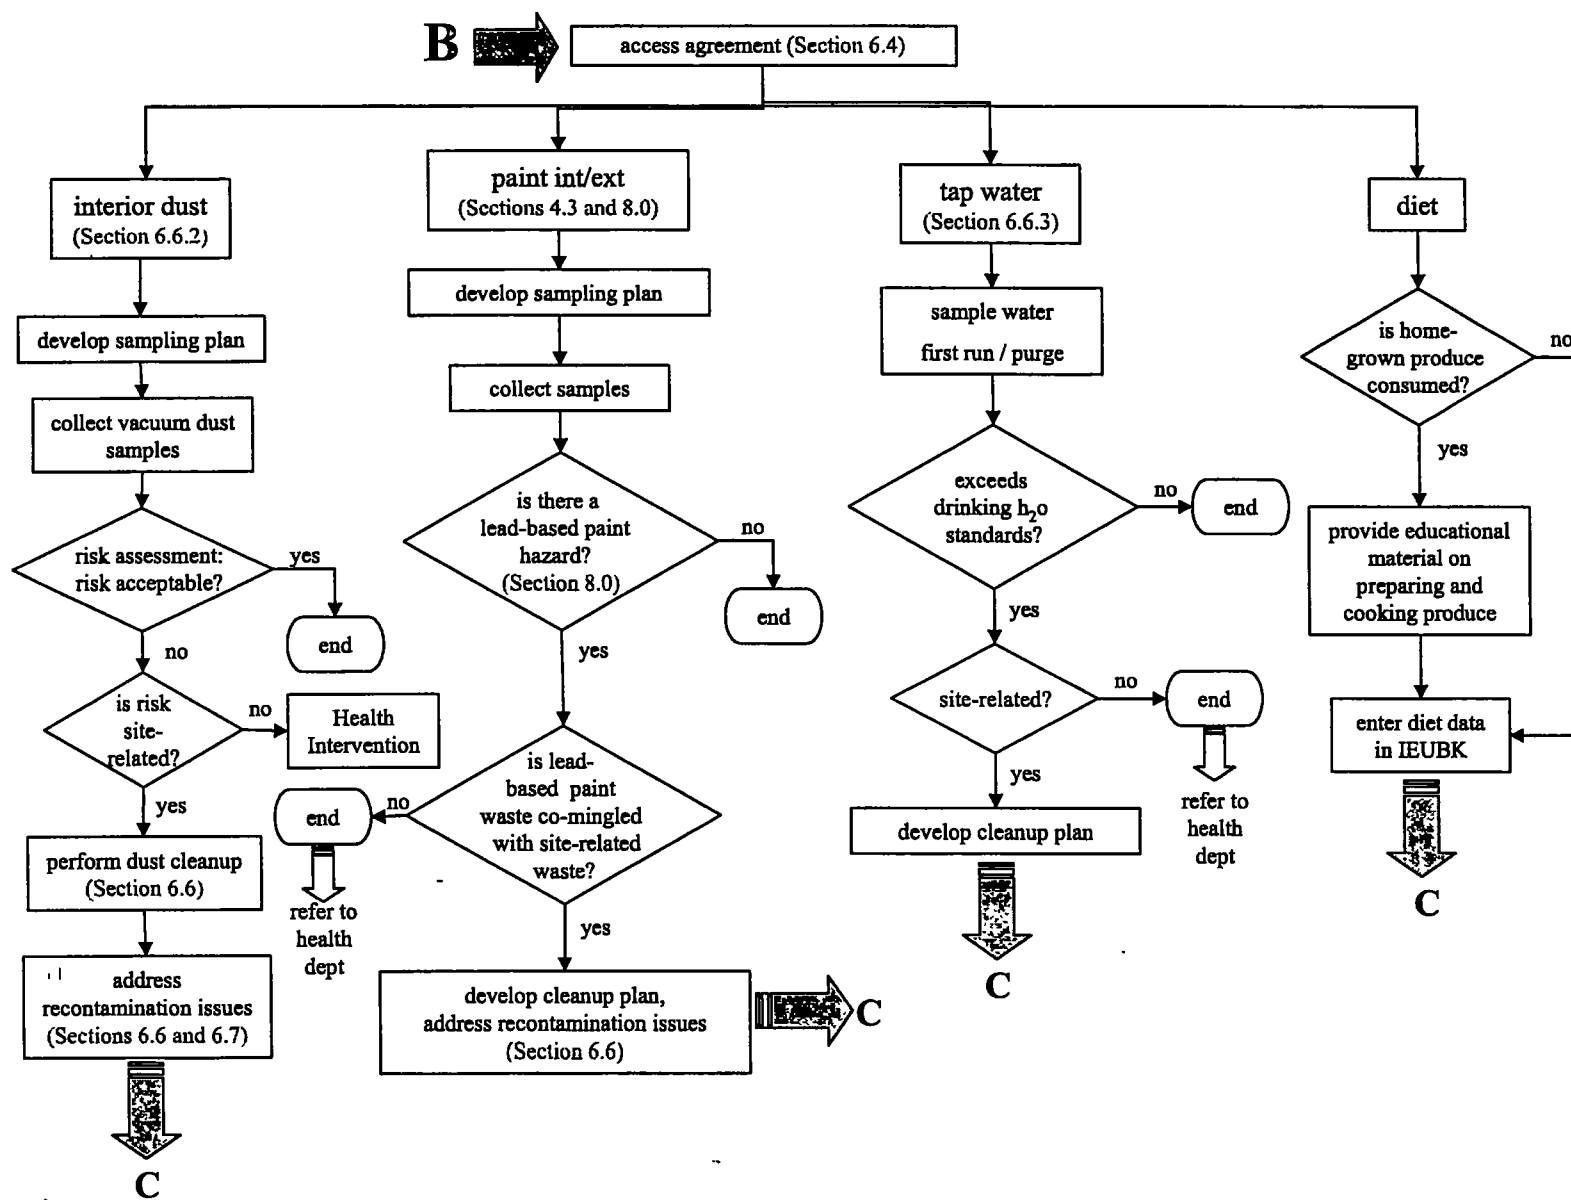 B
access agreement (Section 6.4)
interior dust
(Section 6.6.2)
develop sampling plan
collect vacuum dust
samples
risk assessment:
risk acceptable?
yes
end
no
is risk
site-
related?
no
Health
Intervention
yes
perform dust cleanup
(Section 6.6)
address
recontamination issues
(Sections 6.6 and 6.7)
C
paint int/ext
(Sections 4.3 and 8.0)
develop sampling plan
collect samples
is there a
lead-based paint
hazard?
(Section 8.0)
no
end
yes
is lead-
based paint
waste co-mingled
with site-related
waste?
no
end
refer to
health
dept
yes
develop cleanup plan,
address recontamination issues
(Section 6.6)
C
tap water
(Section 6.6.3)
sample water
first run / purge
exceeds
drinking h₂o
standards?
no
end
yes
site-related?
no
end
refer to
health
dept
yes
develop cleanup plan
C
diet
is home-
grown produce
consumed?
no
yes
provide educational
material on
preparing and
cooking produce
enter diet data
in IEUBK
C